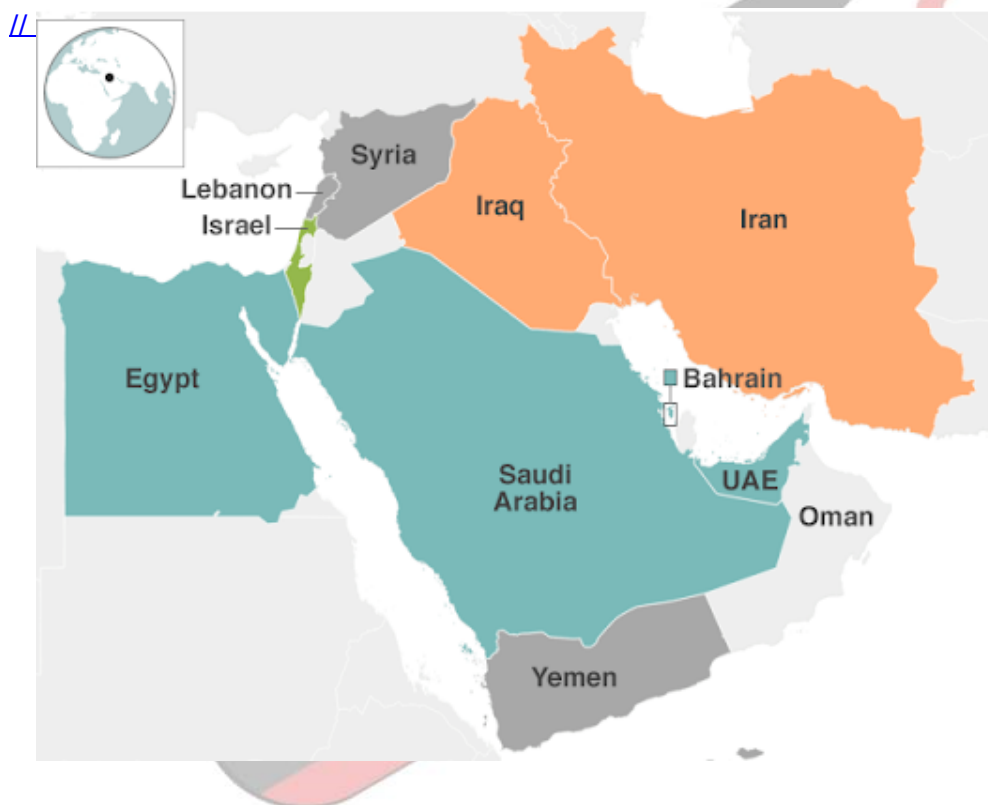 //
Syria
Lebanon
Israel
Iraq
Iran
Egypt
Bahrain
Saudi
Arabia
UAE
Oman
Yemen